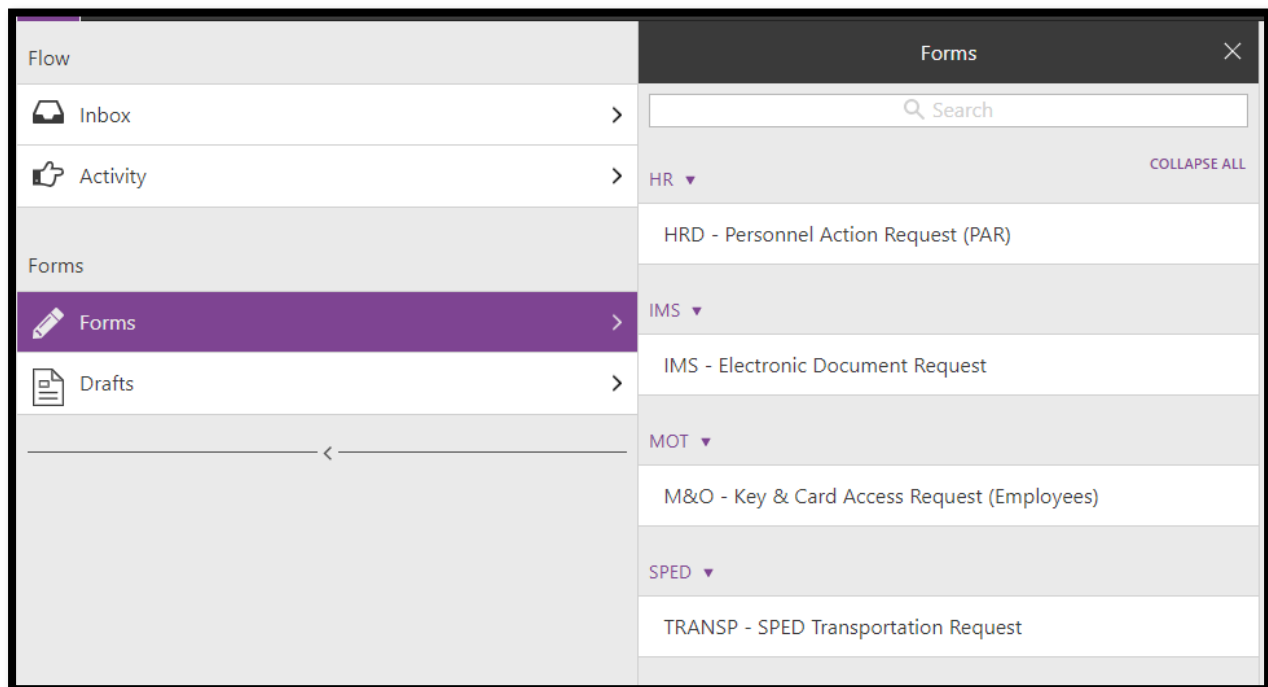 Flow
Inbox
Activity
Forms
Forms
Drafts
Forms
Search
COLLAPSE ALL
HR
HRD - Personnel Action Request (PAR)
IMS
IMS - Electronic Document Request
MOT
M&O - Key & Card Access Request (Employees)
SPED
TRANSP - SPED Transportation Request